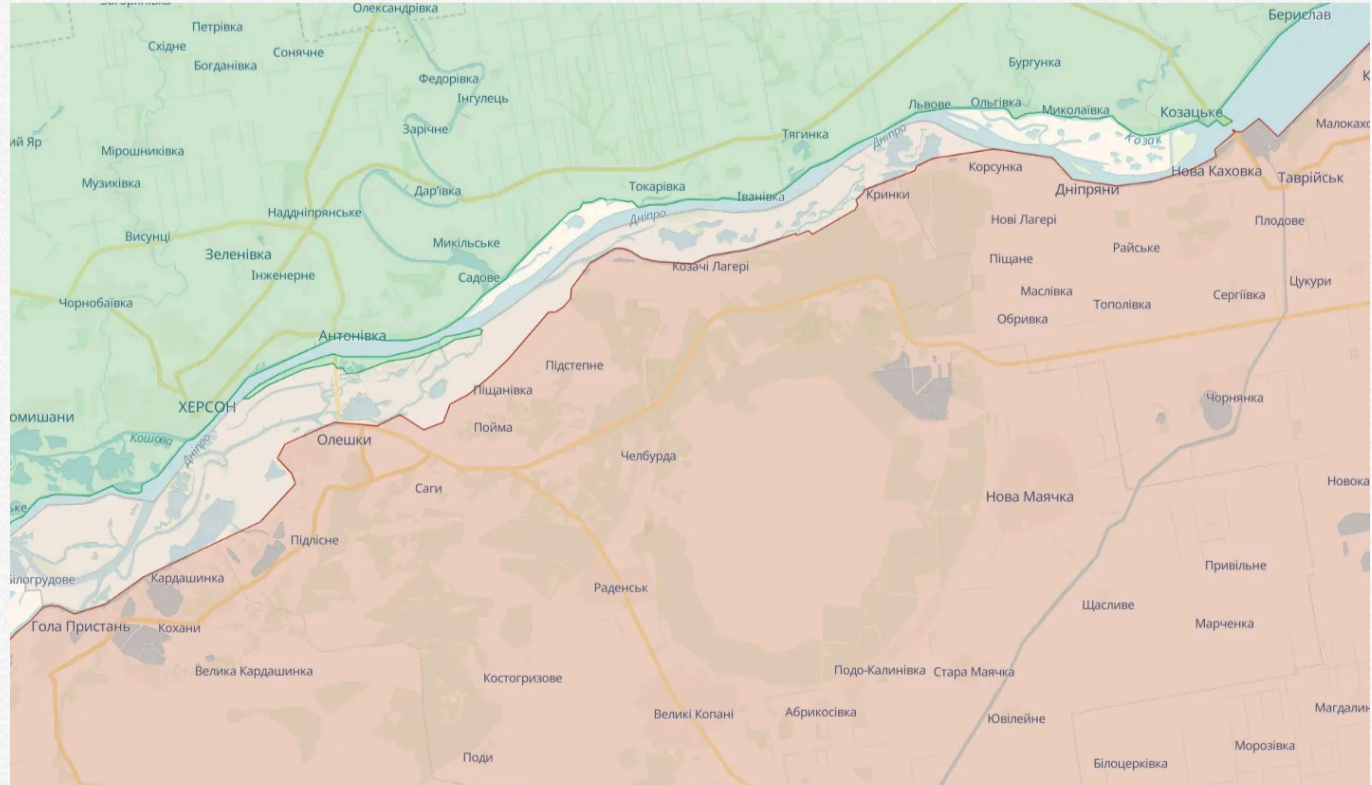 Олександрівка
Берислав
Петрівка
Східне
Сонячне
Богданівка
Бургунка
Федорівка
Інгулець
Львове
Ольгівка
Миколаївка
Козацьке
Зарічне
Тягинка
Дніпро
Козак
Малокахо
ий Яр
Мірошниківка
Корсунка
Нова Каховка
Таврійськ
Музиківка
Дар'ївка
Токарівка
Іванівка
Кринки
Дніпряни
Наддніпрянське
Дніпро
Нові Лагері
Плодове
Висунці
Микільське
Райське
Зеленівка
Піщане
Інженерне
Садове
Козачі Лагері
Цукури
Маслівка
Сергіївка
Чорнобаївка
Тополівка
Обривка
Антонівка
Підстепне
Піщанівка
Чорнянка
ХЕРСОН
омишани
Пойма
Кошова
Дніпро
Олешки
Челбурда
Саги
Нова Маячка
Новока
ське
Підлісне
Привільне
ілогрудове
Кардашинка
Раденськ
Щасливе
Гола Пристань
Кохани
Марченка
Велика Кардашинка
Костогризове
Подо-Калинівка
Стара Маячка
Великі Копані
Абрикосівка
Ювілейне
Магдалин
Морозівка
Поди
Білоцерківка